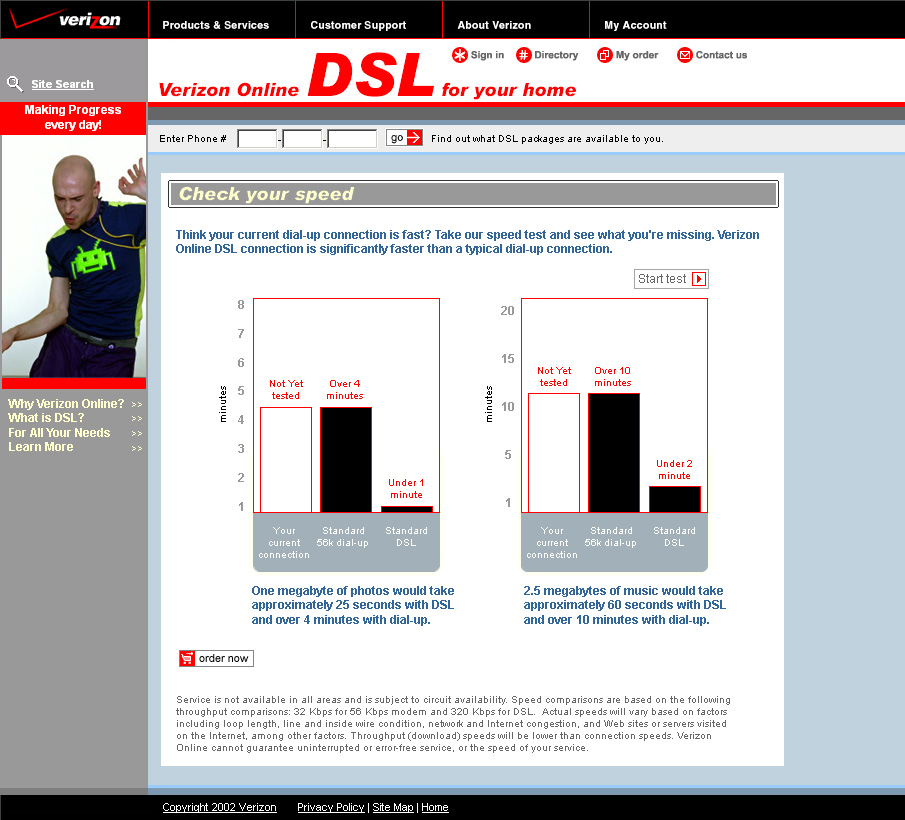 verizon
Products & Services
Customer Support
About Verizon
My Account
Sign in
Directory
My order
Contact us
Site Search
Verizon Online DSL for your home
Making Progress
every day!
Enter Phone #
-
-
go
Find out what DSL packages are available to you.
Check your speed
Think your current dial-up connection is fast? Take our speed test and see what you're missing. Verizon
Online DSL connection is significantly faster than a typical dial-up connection.
Start test
8
7
6
5
4
3
2
1
minutes
Not Yet
tested
Over 4
minutes
Under 1
minute
Your
current
connection
Standard
56k dial-up
Standard
DSL
20
15
10
5
1
minutes
Not Yet
tested
Over 10
minutes
Under 2
minute
Your
current
connection
Standard
56k dial-up
Standard
DSL
Why Verizon Online? >>
What is DSL? >>
For All Your Needs >>
Learn More >>
One megabyte of photos would take
approximately 25 seconds with DSL
and over 4 minutes with dial-up.
2.5 megabytes of music would take
approximately 60 seconds with DSL
and over 10 minutes with dial-up.
order now
Service is not available in all areas and is subject to circuit availability. Speed comparisons are based on the following
throughput comparisons: 32 Kbps for 56 Kbps modem and 320 Kbps for DSL. Actual speeds will vary based on factors
including loop length, line and inside wire condition, network and Internet congestion, and Web sites or servers visited
on the Internet, among other factors. Throughput (download) speeds will be lower than connection speeds. Verizon
Online cannot guarantee uninterrupted or error-free service, or the speed of your service.
Copyright 2002 Verizon Privacy Policy | Site Map | Home